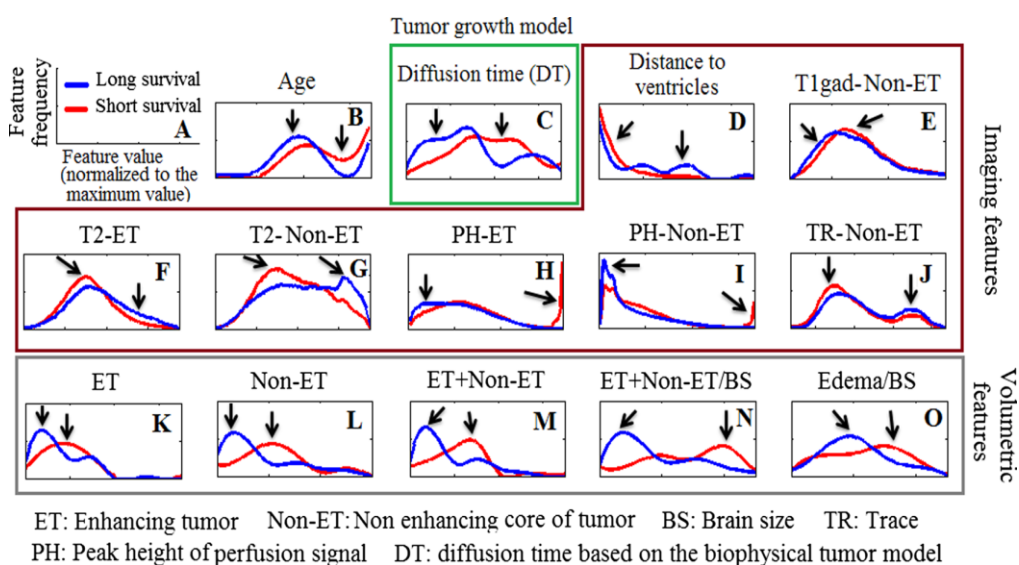 Tumor growth model
Feature
frequency
Long survival
Short survival
A
Feature value
(normalized to the
maximum value)
Age
B
Diffusion time (DT)
C
Distance to
ventricles
D
T1gad-Non-ET
E
Imaging features
T2-ET
F
T2-Non-ET
G
PH-ET
H
PH-Non-ET
I
TR-Non-ET
J
ET
K
Non-ET
L
ET+Non-ET
M
ET+Non-ET/BS
N
Edema/BS
O
Volumetric
features
ET: Enhancing tumor Non-ET: Non enhancing core of tumor BS: Brain size TR: Trace
PH: Peak height of perfusion signal DT: diffusion time based on the biophysical tumor model